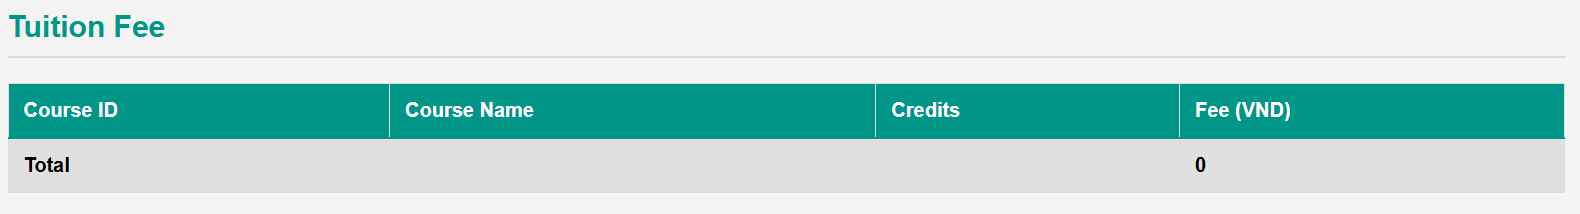 Tuition Fee
Course ID Course Name Credits Fee (VND)
Total 0